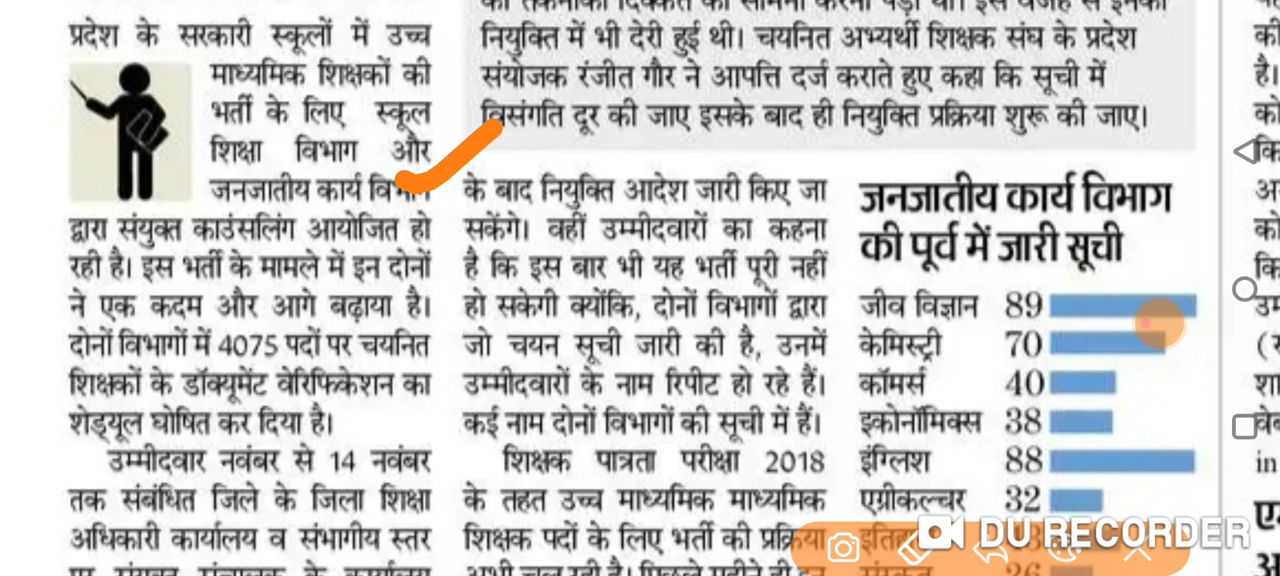 प्रदेश के सरकारी स्कूलों में उच्च
माध्यमिक शिक्षकों की
भर्ती के लिए स्कूल
शिक्षा विभाग और
जनजातीय कार्य विभाग
द्वारा संयुक्त काउंसलिंग आयोजित हो
रही है। इस भर्ती के मामले में इन दोनों
ने एक कदम और आगे बढ़ाया है।
दोनों विभागों में 4075 पदों पर चयनित
शिक्षकों के डॉक्यूमेंट वेरिफिकेशन का
शेड्यूल घोषित कर दिया है।
उम्मीदवार नवंबर से 14 नवंबर
तक संबंधित जिले के जिला शिक्षा
अधिकारी कार्यालय व संभागीय स्तर
नियुक्ति में भी देरी हुई थी। चयनित अभ्यर्थी शिक्षक संघ के प्रदेश
संयोजक रंजीत गौर ने आपत्ति दर्ज कराते हुए कहा कि सूची में
विसंगति दूर की जाए इसके बाद ही नियुक्ति प्रक्रिया शुरू की जाए।
के बाद नियुक्ति आदेश जारी किए जा
सकेंगे। वहीं उम्मीदवारों का कहना
है कि इस बार भी यह भर्ती पूरी नहीं
हो सकेगी क्योंकि, दोनों विभागों द्वारा
जो चयन सूची जारी की है, उनमें
उम्मीदवारों के नाम रिपीट हो रहे हैं।
कई नाम दोनों विभागों की सूची में हैं।
शिक्षक पात्रता परीक्षा 2018
के तहत उच्च माध्यमिक माध्यमिक
शिक्षक पदों के लिए भर्ती की प्रक्रिया
जनजातीय कार्य विभाग
की पूर्व में जारी सूची
जीव विज्ञान 89
केमिस्ट्री 70
कॉमर्स 40
इकोनॉमिक्स 38
इंग्लिश 88
एग्रीकल्चर 32
DU RECORDER
in